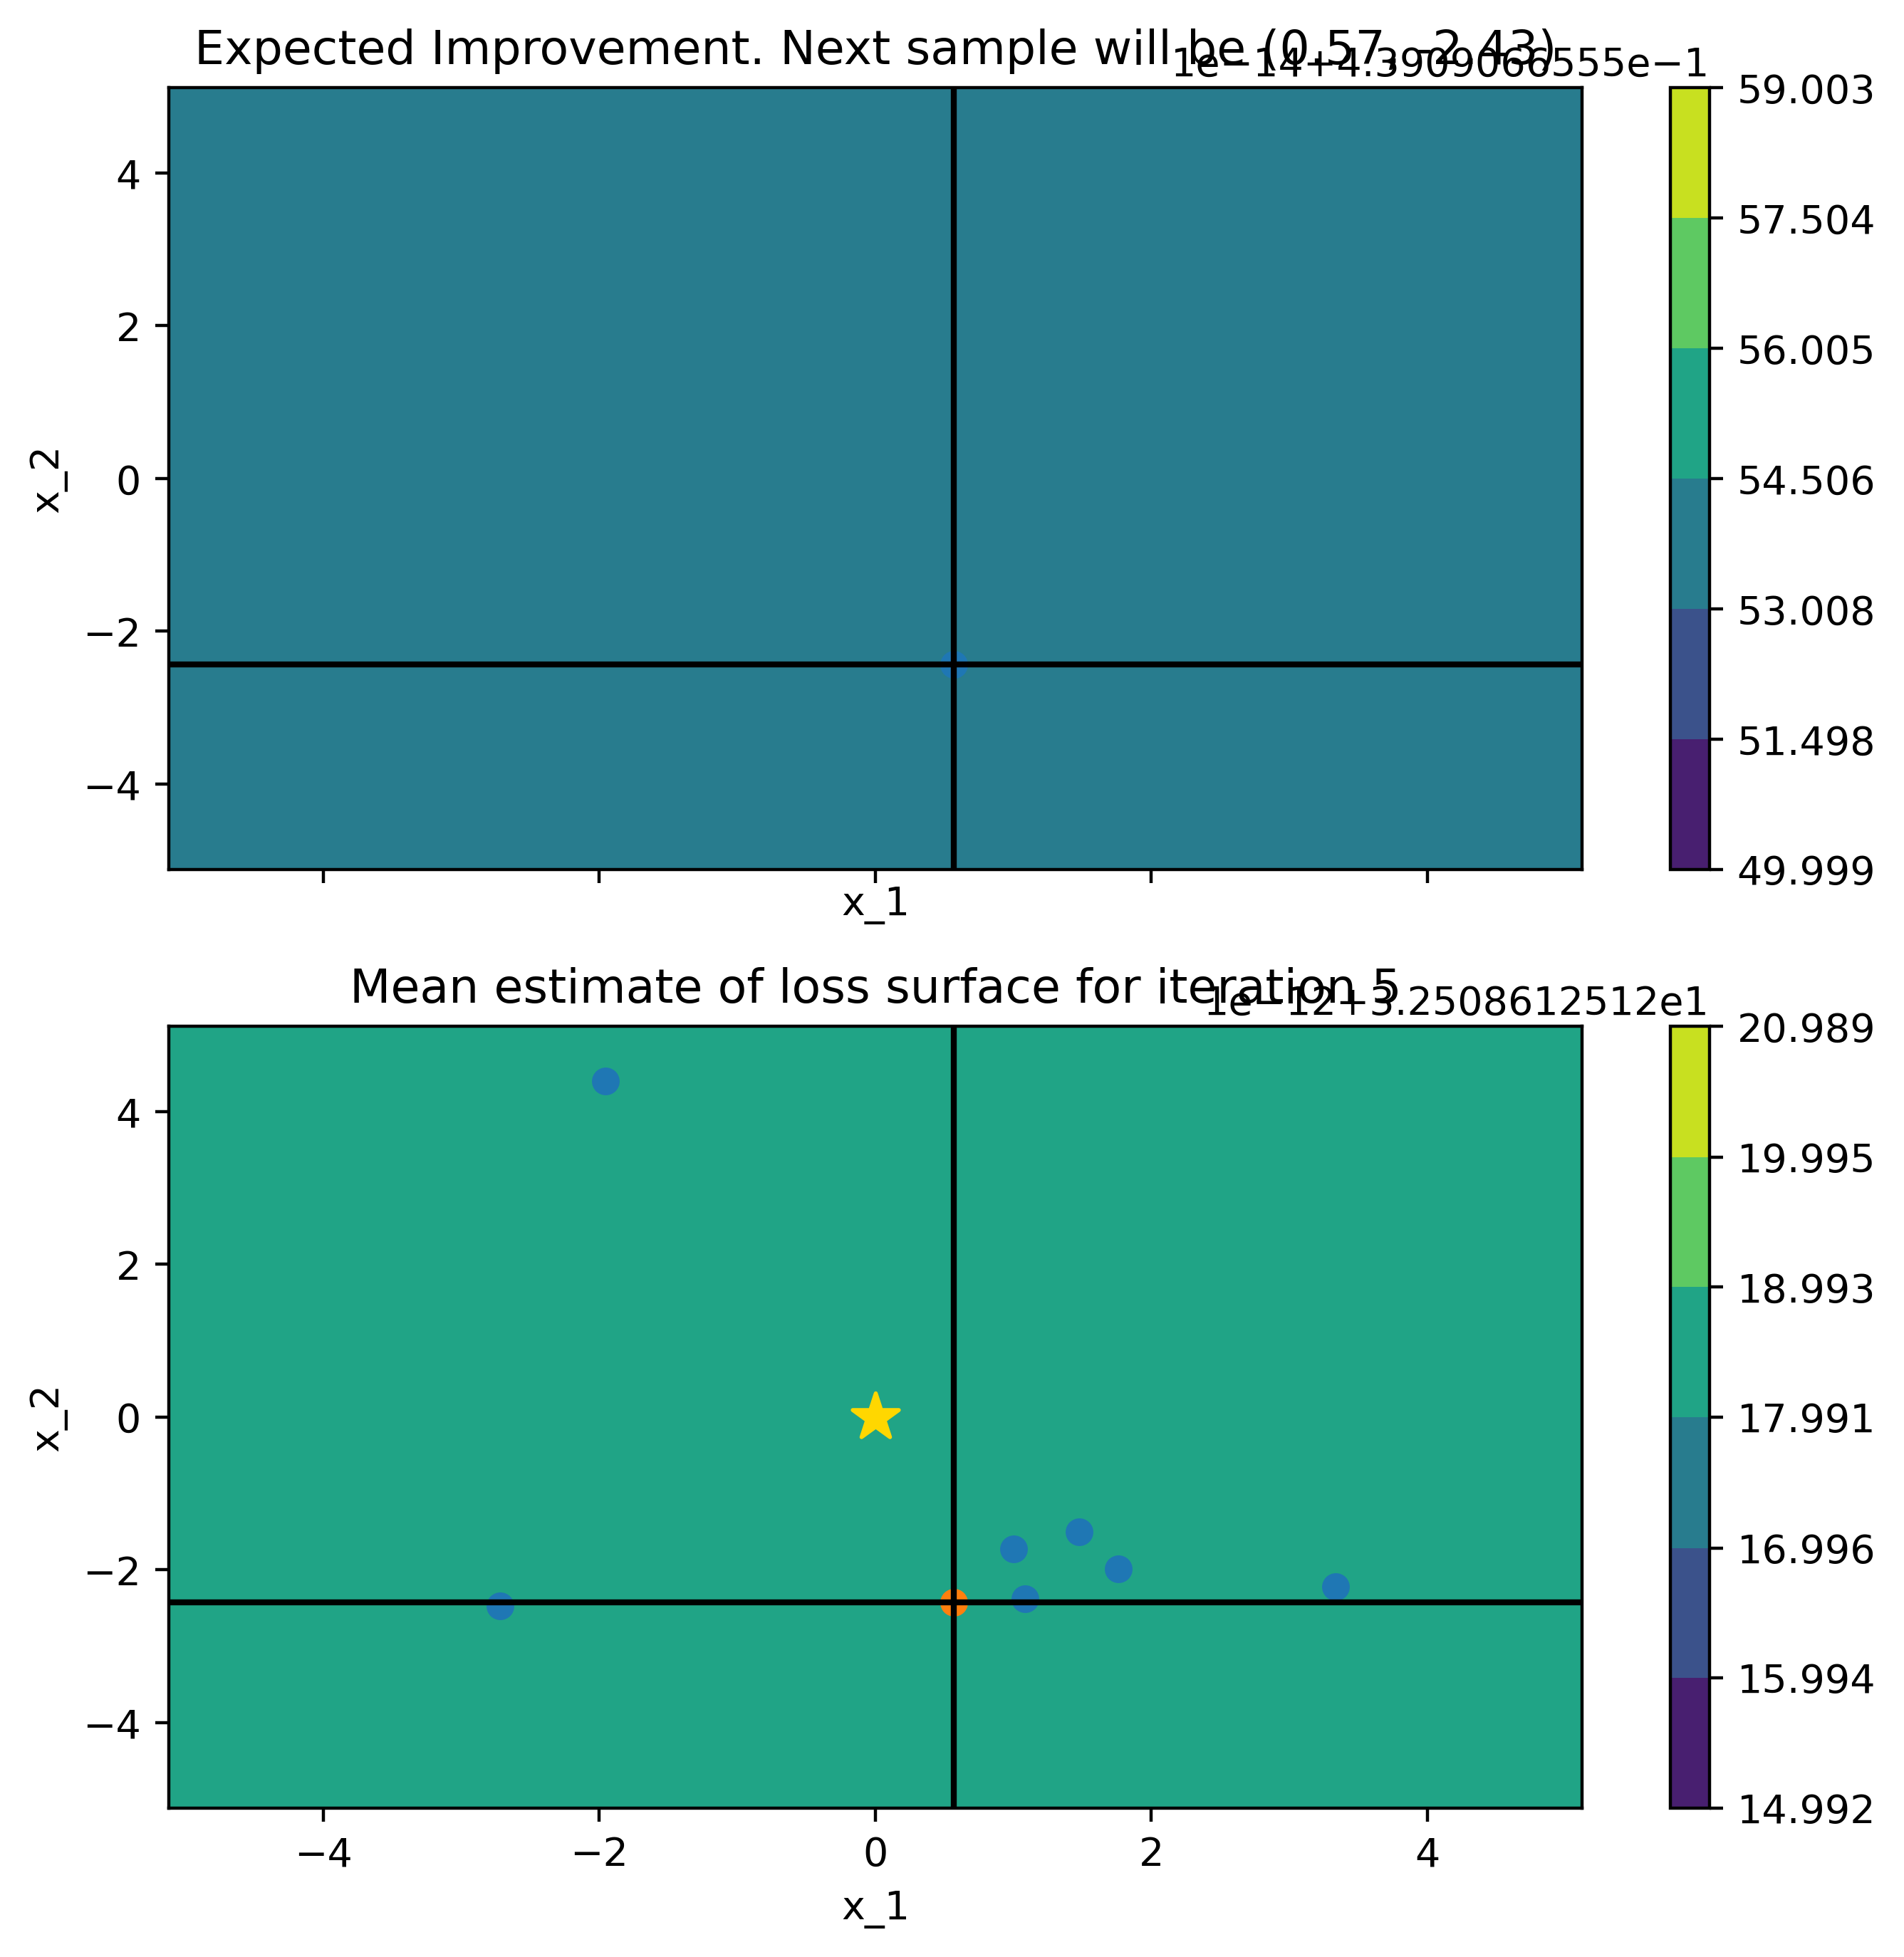 Expected Improvement. Next sample will be (0.57, −2.43)
1e−14+4.3909066555e−1
59.003
57.504
56.005
54.506
53.008
51.498
49.999
4
2
0
−2
−4
x_2
x_1
Mean estimate of loss surface for iteration 5
1e−12+3.2508612512e1
20.989
19.995
18.993
17.991
16.996
15.994
14.992
4
2
0
−2
−4
x_2
−4 −2 0 2 4
x_1